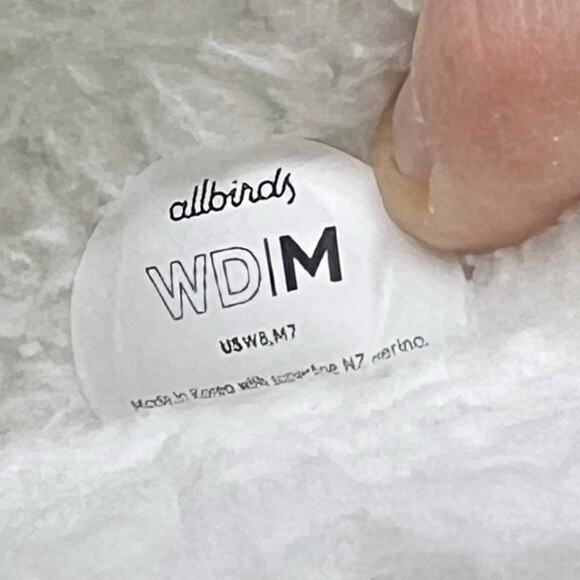 allbirds
WD|M
US W8, M7
Made in Korea with superfine NZ merino.